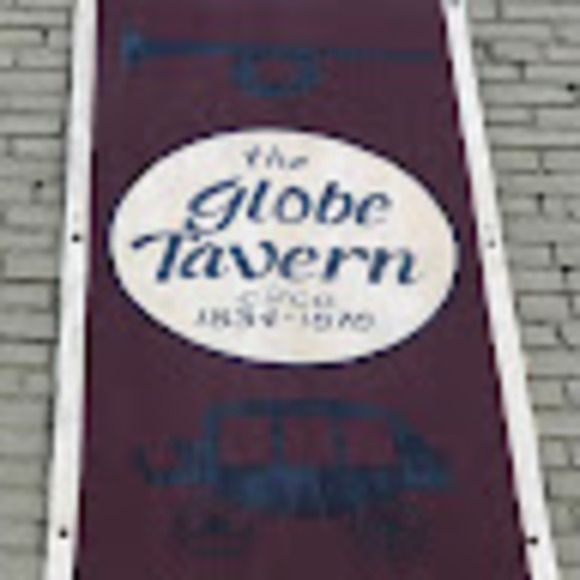 the
Globe
Tavern
circa